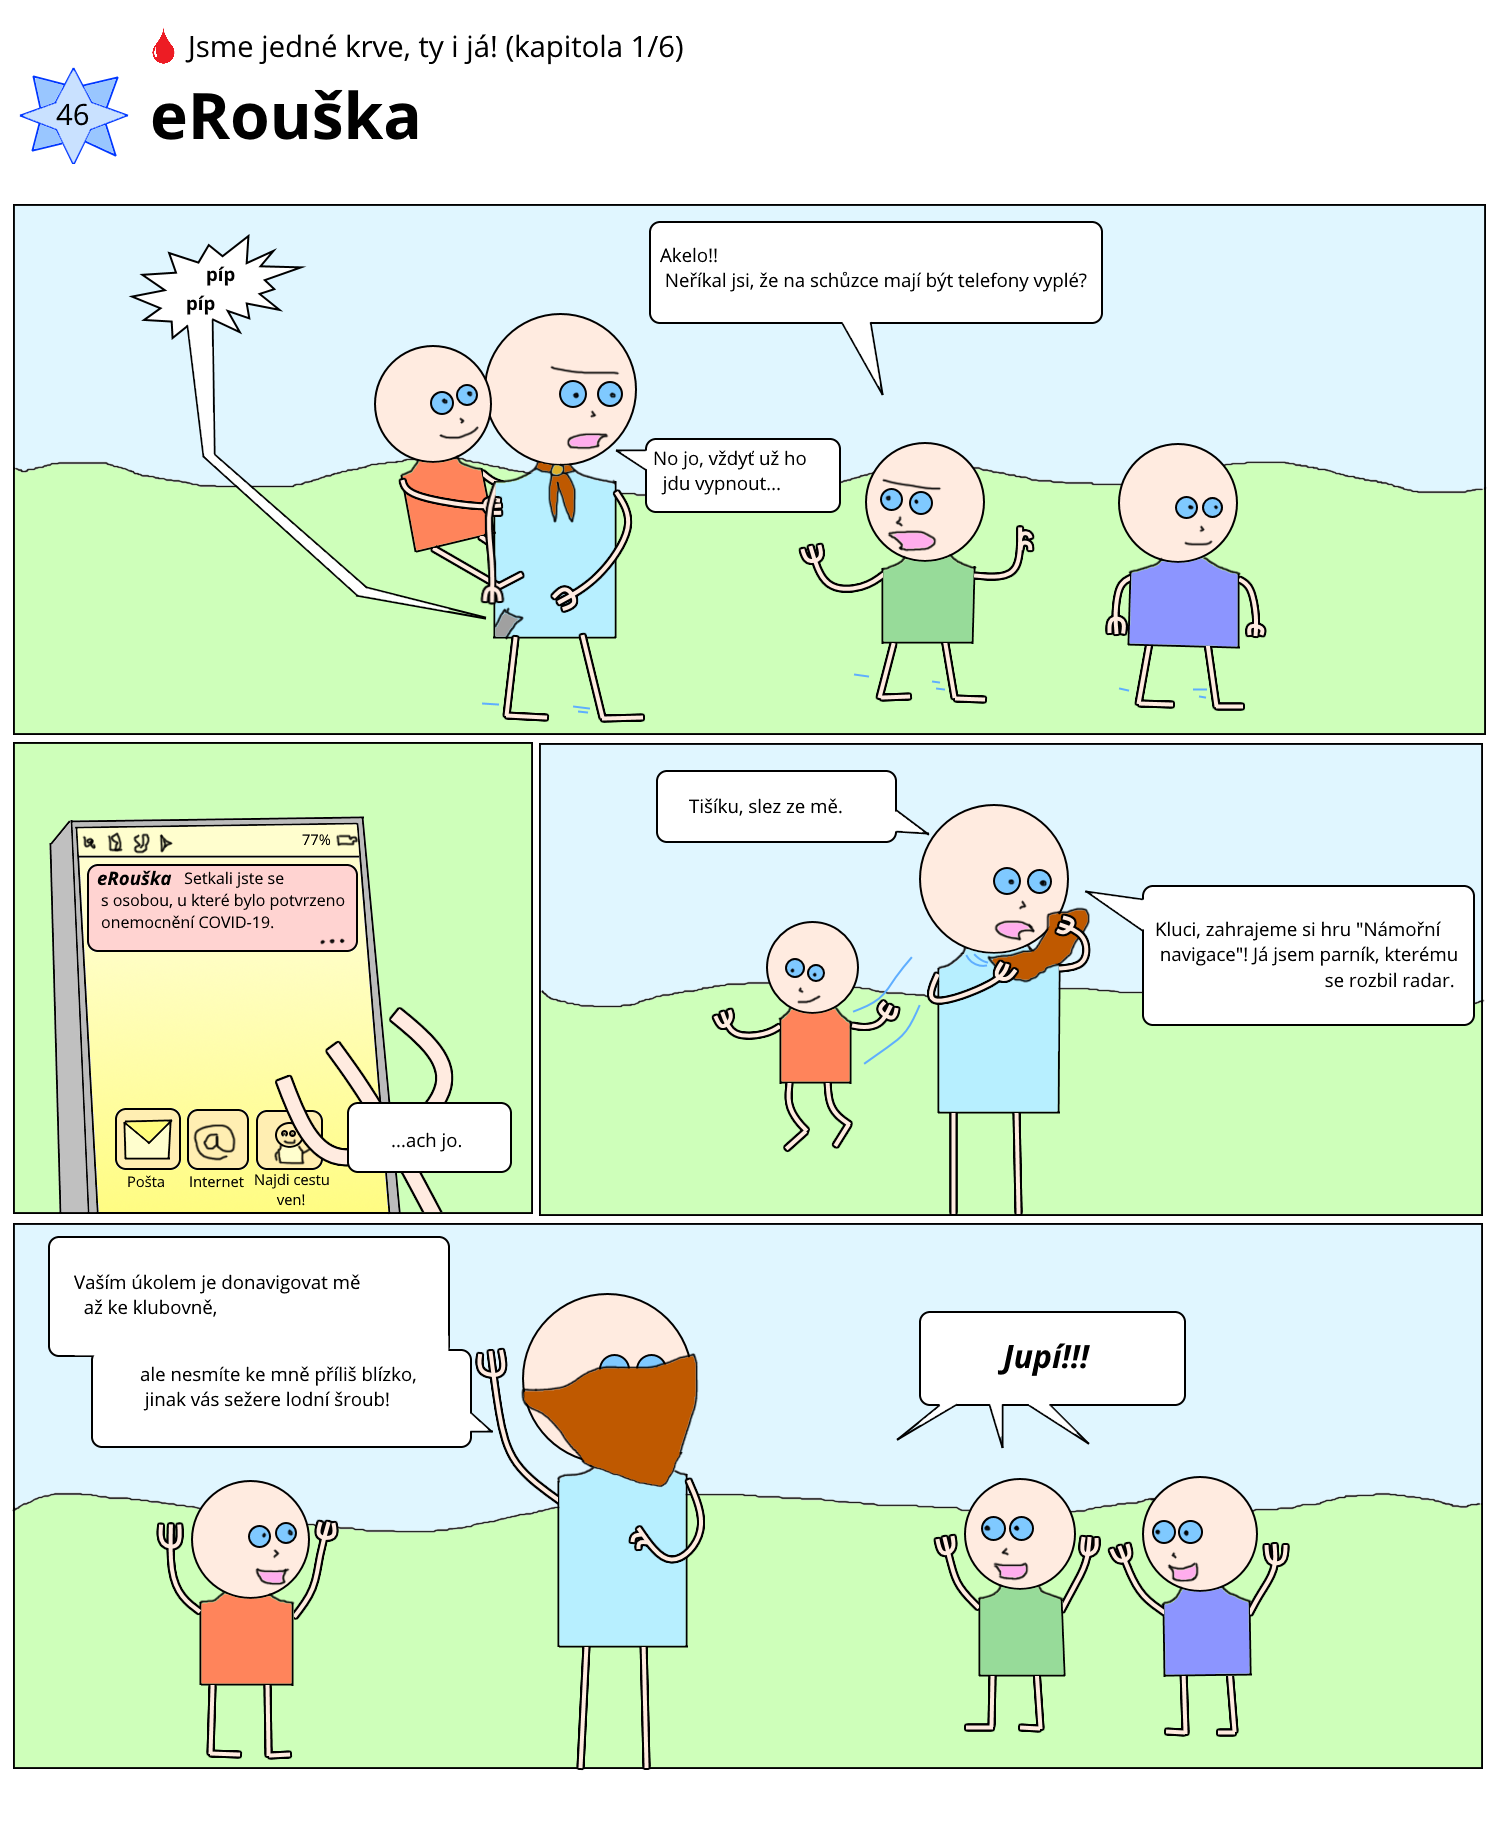 Jsme jedné krve, ty i já! (kapitola 1/6)
46
eRouška
píp
píp
Akelo!!
Neříkal jsi, že na schůzce mají být telefony vyplé?
No jo, vždyť už ho
jdu vypnout...
77%
eRouška Setkali jste se
s osobou, u které bylo potvrzeno
onemocnění COVID-19.
...
Pošta
Internet
Najdi cestu
ven!
...ach jo.
Tišíku, slez ze mě.
Kluci, zahrajeme si hru "Námořní
navigace"! Já jsem parník, kterému
se rozbil radar.
Vaším úkolem je donavigovat mě
až ke klubovně,
ale nesmíte ke mně příliš blízko,
jinak vás sežere lodní šroub!
Jupí!!!